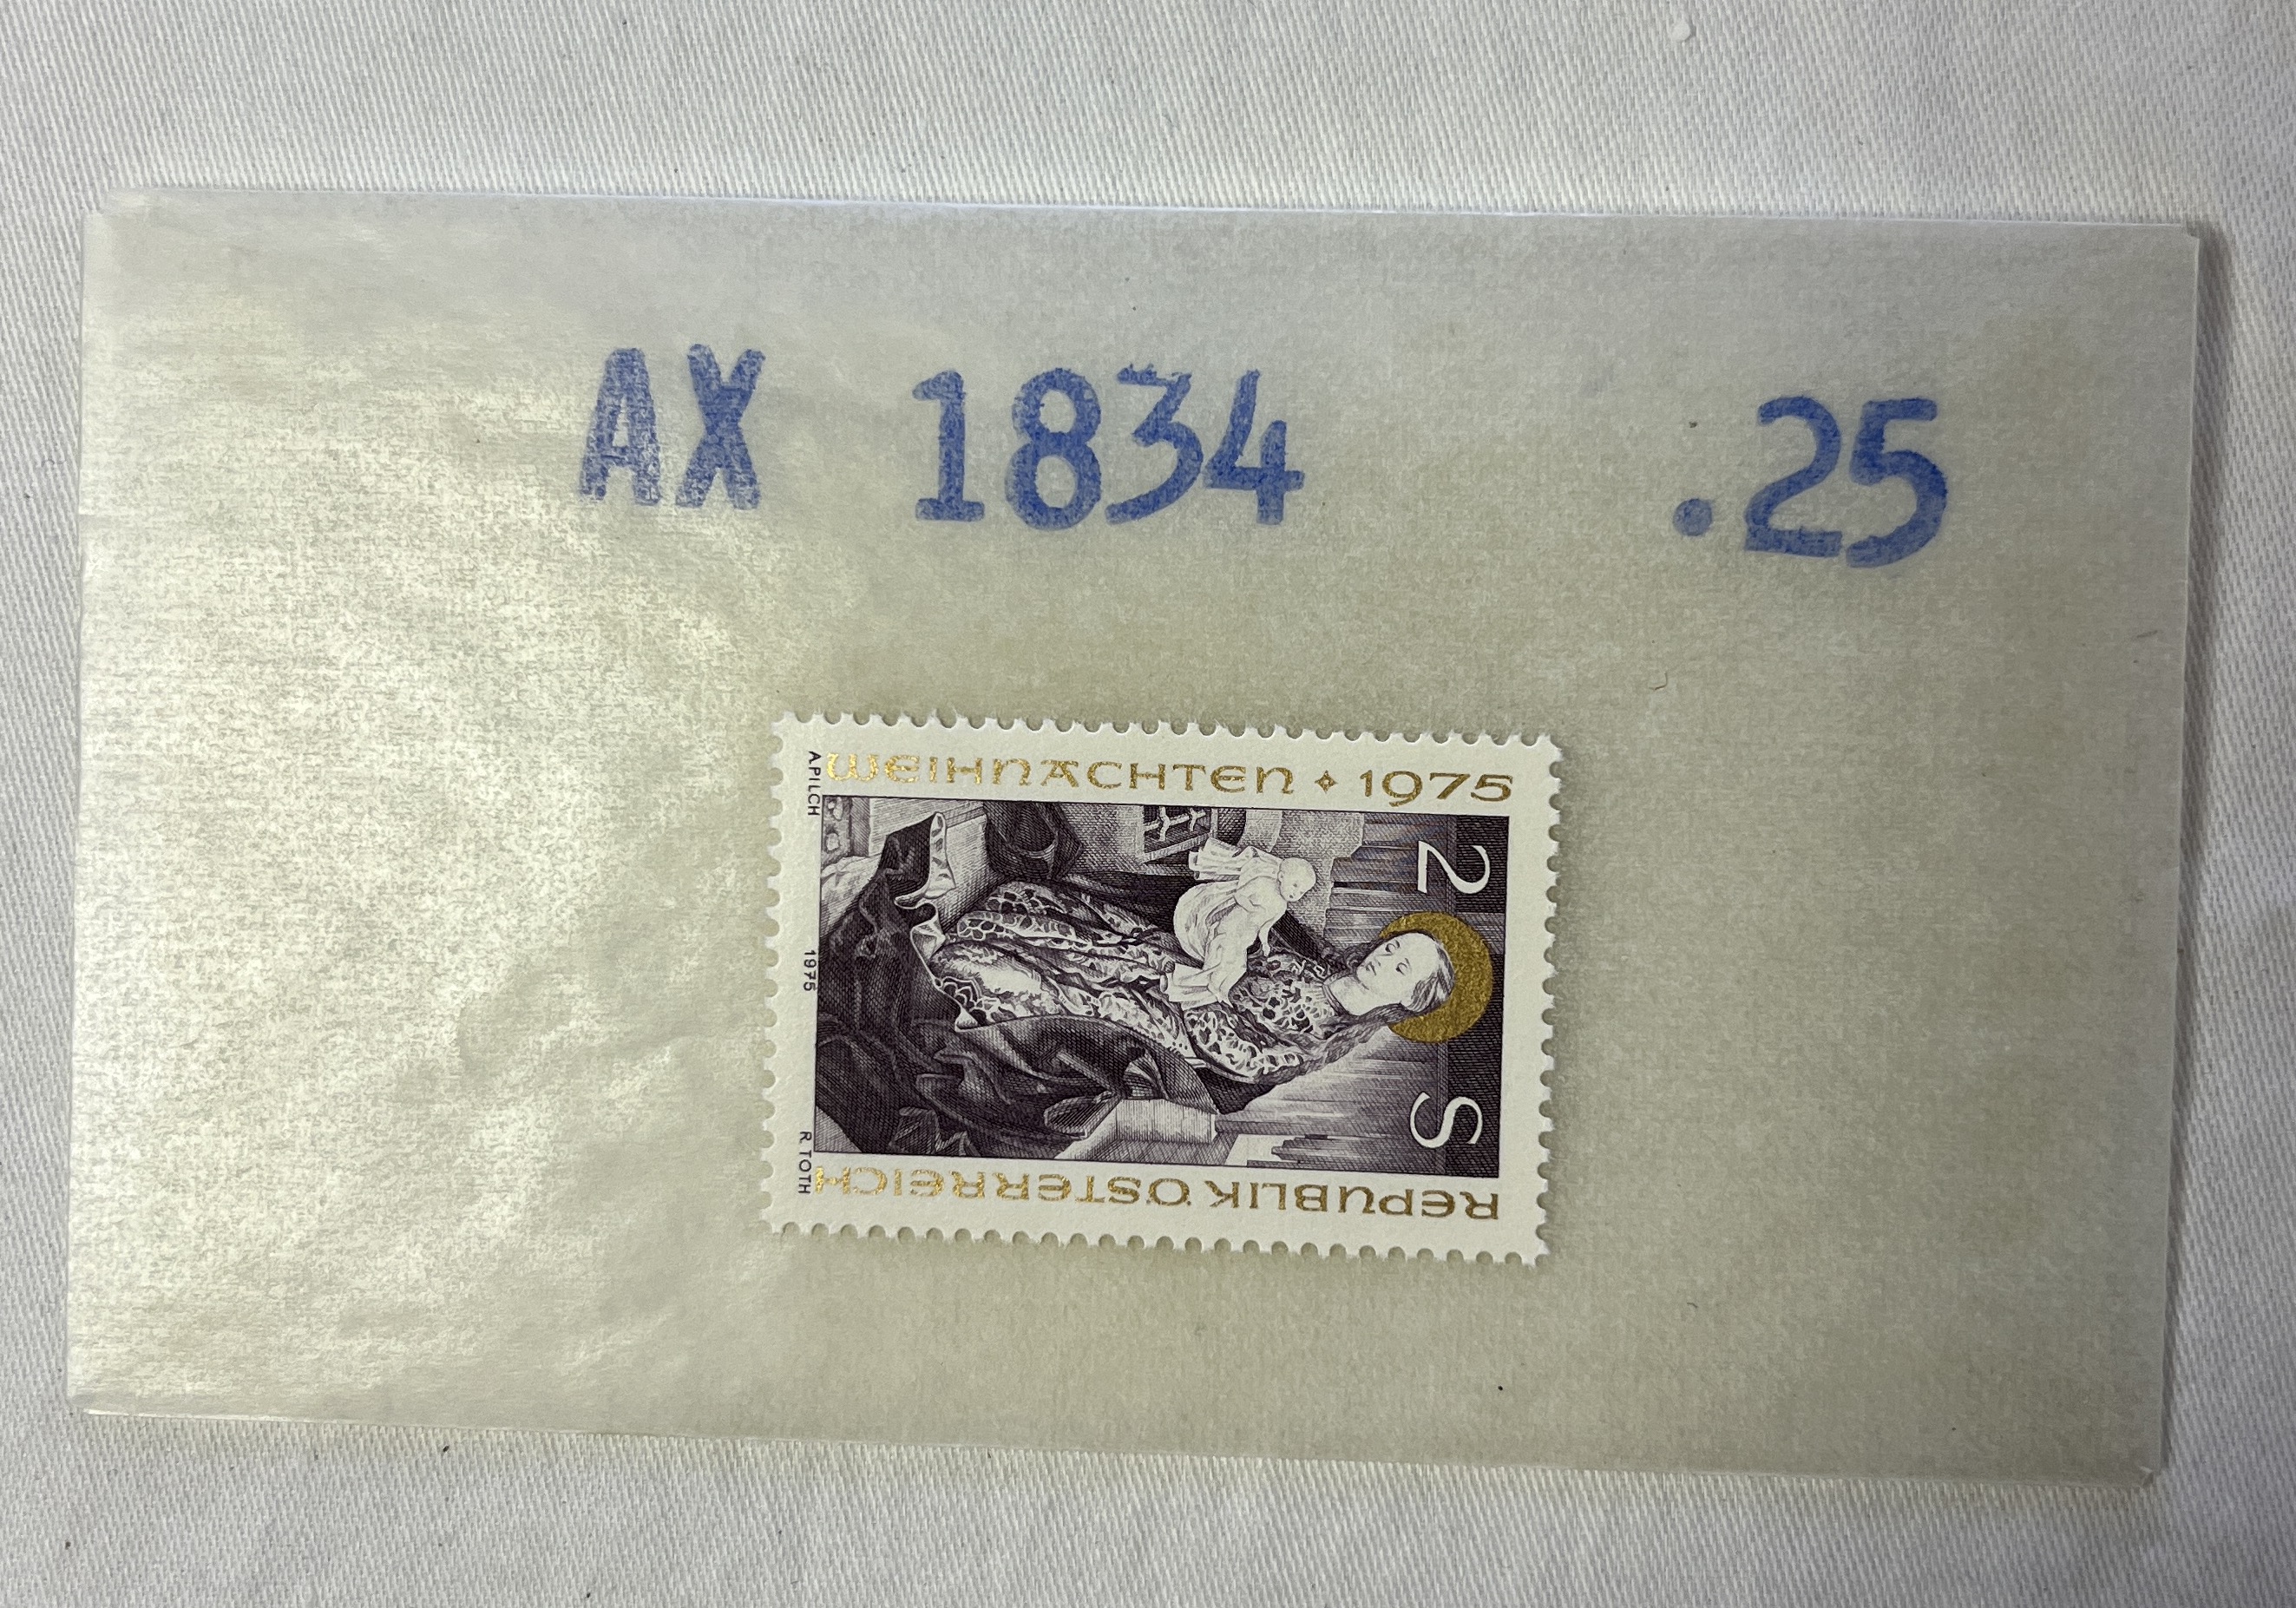 AX 1834 .25
WEIHNACHTEN ✦ 1975
2 S
REPUBLIK ÖSTERREICH
A.PILCH 1975 R.TOTH